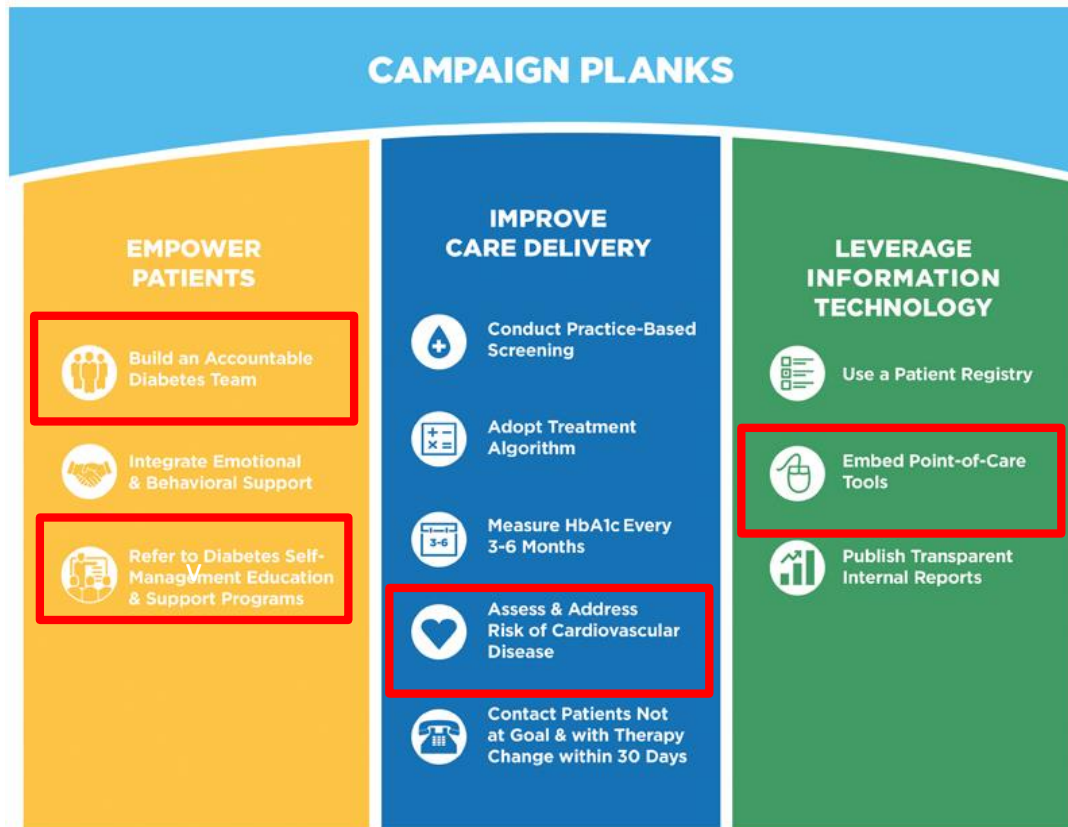 CAMPAIGN PLANKS
EMPOWER
PATIENTS
Build an Accountable
Diabetes Team
Integrate Emotional
& Behavioral Support
Refer to Diabetes Self-
Management Education
& Support Programs
V
IMPROVE
CARE DELIVERY
Conduct Practice-Based
Screening
Adopt Treatment
Algorithm
3-6
Measure HbA1c Every
3-6 Months
Assess & Address
Risk of Cardiovascular
Disease
Contact Patients Not
at Goal & with Therapy
Change within 30 Days
LEVERAGE
INFORMATION
TECHNOLOGY
Use a Patient Registry
Embed Point-of-Care
Tools
Publish Transparent
Internal Reports